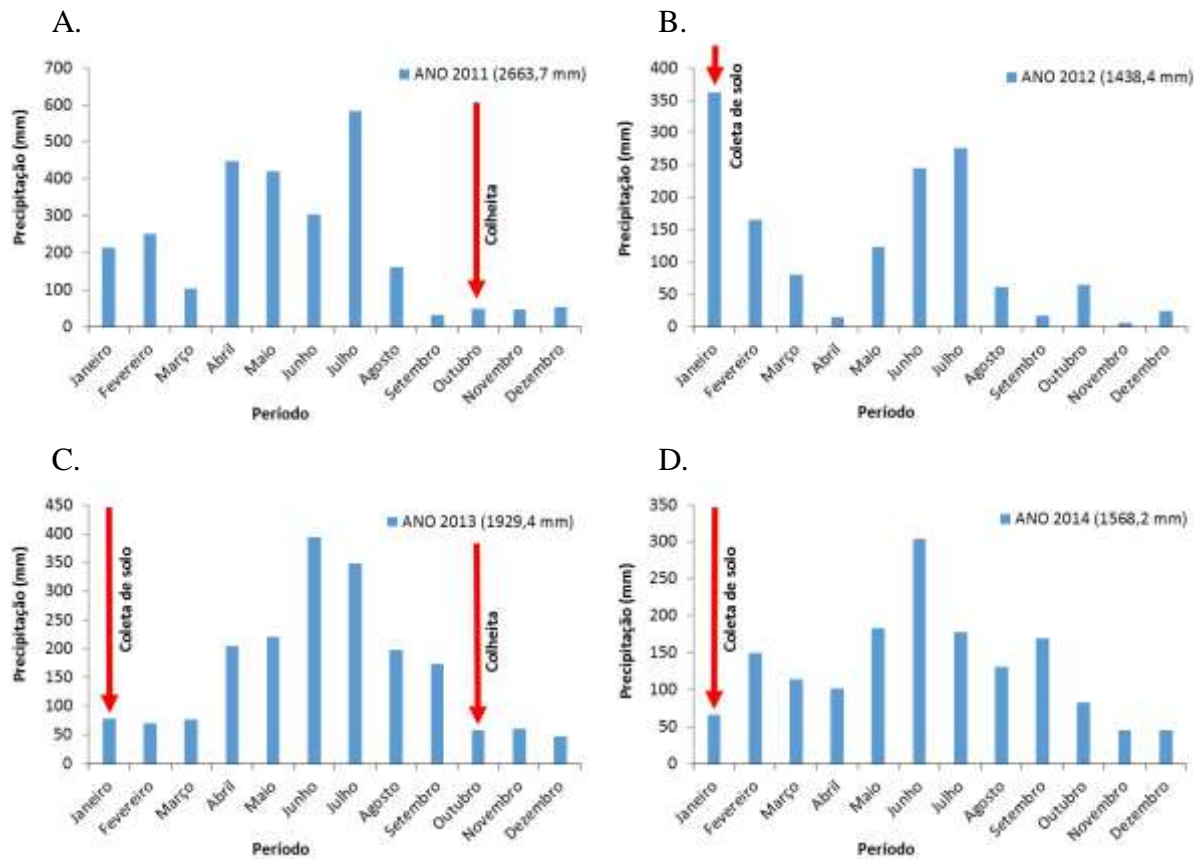 A.
ANO 2011 (2663,7 mm)
Precipitação (mm)
700
600
500
400
300
200
100
0
Colheita
Janeiro
Fevereiro
Março
Abril
Maio
Junho
Julho
Agosto
Setembro
Outubro
Novembro
Dezembro
Período
B.
ANO 2012 (1438,4 mm)
Precipitação (mm)
400
350
300
250
200
150
100
50
0
Coleta de solo
Janeiro
Fevereiro
Março
Abril
Maio
Junho
Julho
Agosto
Setembro
Outubro
Novembro
Dezembro
Período
C.
ANO 2013 (1929,4 mm)
Precipitação (mm)
450
400
350
300
250
200
150
100
50
0
Coleta de solo
Colheita
Janeiro
Fevereiro
Março
Abril
Maio
Junho
Julho
Agosto
Setembro
Outubro
Novembro
Dezembro
Período
D.
ANO 2014 (1568,2 mm)
Precipitação (mm)
350
300
250
200
150
100
50
0
Coleta de solo
Janeiro
Fevereiro
Março
Abril
Maio
Junho
Julho
Agosto
Setembro
Outubro
Novembro
Dezembro
Período